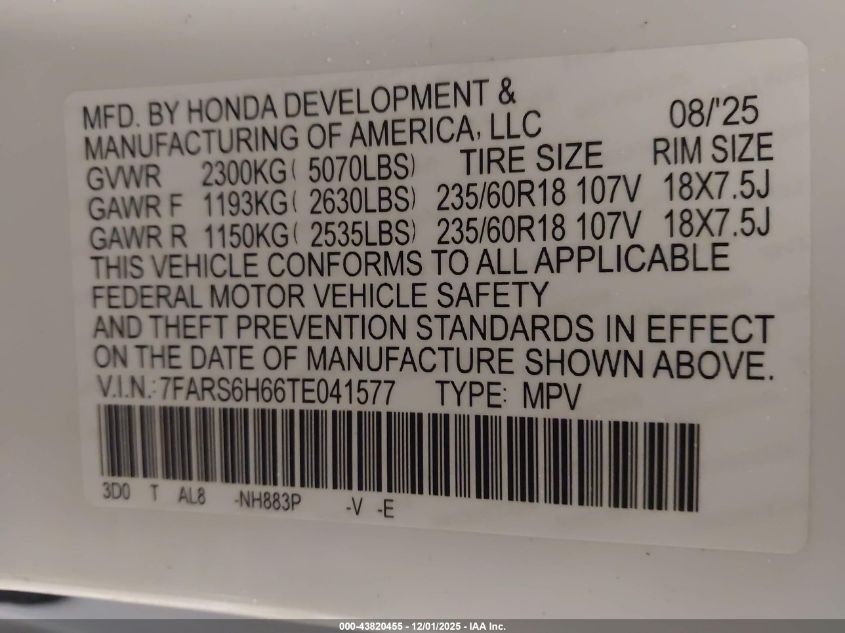 MFD. BY HONDA DEVELOPMENT & 08/'25
MANUFACTURING OF AMERICA, LLC
GVWR 2300KG( 5070LBS) TIRE SIZE RIM SIZE
GAWR F 1193KG( 2630LBS) 235/60R18 107V 18X7.5J
GAWR R 1150KG( 2535LBS) 235/60R18 107V 18X7.5J
THIS VEHICLE CONFORMS TO ALL APPLICABLE
FEDERAL MOTOR VEHICLE SAFETY
AND THEFT PREVENTION STANDARDS IN EFFECT
ON THE DATE OF MANUFACTURE SHOWN ABOVE.
V.I.N.:7FARS6H66TE041577 TYPE: MPV
3D0 T AL8 -NH883P -V -E
000-43820455 - 12/01/2025 - IAA Inc.